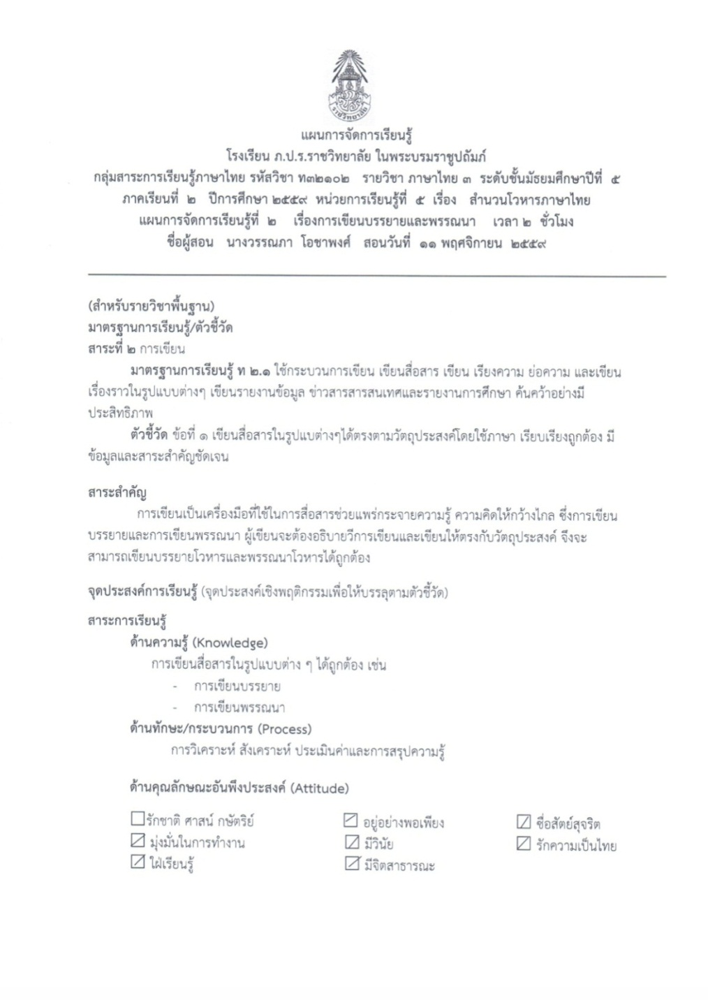 ราชวิทยาลัย
แผนการจัดการเรียนรู้
โรงเรียน ภ.ป.ร.ราชวิทยาลัย ในพระบรมราชูปถัมภ์
กลุ่มสาระการเรียนรู้ภาษาไทย รหัสวิชา ท๓๒๑๐๒ รายวิชา ภาษาไทย ๓ ระดับชั้นมัธยมศึกษาปีที่ ๕
ภาคเรียนที่ ๒ ปีการศึกษา ๒๕๕๙ หน่วยการเรียนรู้ที่ ๕ เรื่อง สำนวนโวหารภาษาไทย
แผนการจัดการเรียนรู้ที่ ๒ เรื่องการเขียนบรรยายและพรรณนา เวลา ๒ ชั่วโมง
ชื่อผู้สอน นางวรรณภา โอชาพงศ์ สอนวันที่ ๑๑ พฤศจิกายน ๒๕๕๙
(สำหรับรายวิชาพื้นฐาน)
มาตรฐานการเรียนรู้/ตัวชี้วัด
สาระที่ ๒ การเขียน
มาตรฐานการเรียนรู้ ท ๒.๑ ใช้กระบวนการเขียน เขียนสื่อสาร เขียน เรียงความ ย่อความ และเขียน
เรื่องราวในรูปแบบต่างๆ เขียนรายงานข้อมูล ข่าวสารสารสนเทศและรายงานการศึกษา ค้นคว้าอย่างมี
ประสิทธิภาพ
ตัวชี้วัด ข้อที่ ๑ เขียนสื่อสารในรูปแบต่างๆได้ตรงตามวัตถุประสงค์โดยใช้ภาษา เรียบเรียงถูกต้อง มี
ข้อมูลและสาระสำคัญชัดเจน
สาระสำคัญ
การเขียนเป็นเครื่องมือที่ใช้ในการสื่อสารช่วยแพร่กระจายความรู้ ความคิดให้กว้างไกล ซึ่งการเขียน
บรรยายและการเขียนพรรณนา ผู้เขียนจะต้องอธิบายวีการเขียนและเขียนให้ตรงกับวัตถุประสงค์ จึงจะ
สามารถเขียนบรรยายโวหารและพรรณนาโวหารได้ถูกต้อง
จุดประสงค์การเรียนรู้ (จุดประสงค์เชิงพฤติกรรมเพื่อให้บรรลุตามตัวชี้วัด)
สาระการเรียนรู้
ด้านความรู้ (Knowledge)
การเขียนสื่อสารในรูปแบบต่าง ๆ ได้ถูกต้อง เช่น
- การเขียนบรรยาย
- การเขียนพรรณนา
ด้านทักษะ/กระบวนการ (Process)
การวิเคราะห์ สังเคราะห์ ประเมินค่าและการสรุปความรู้
ด้านคุณลักษณะอันพึงประสงค์ (Attitude)
รักชาติ ศาสน์ กษัตริย์ อยู่อย่างพอเพียง ซื่อสัตย์สุจริต
มุ่งมั่นในการทำงาน มีวินัย รักความเป็นไทย
ใฝ่เรียนรู้ มีจิตสาธารณะ